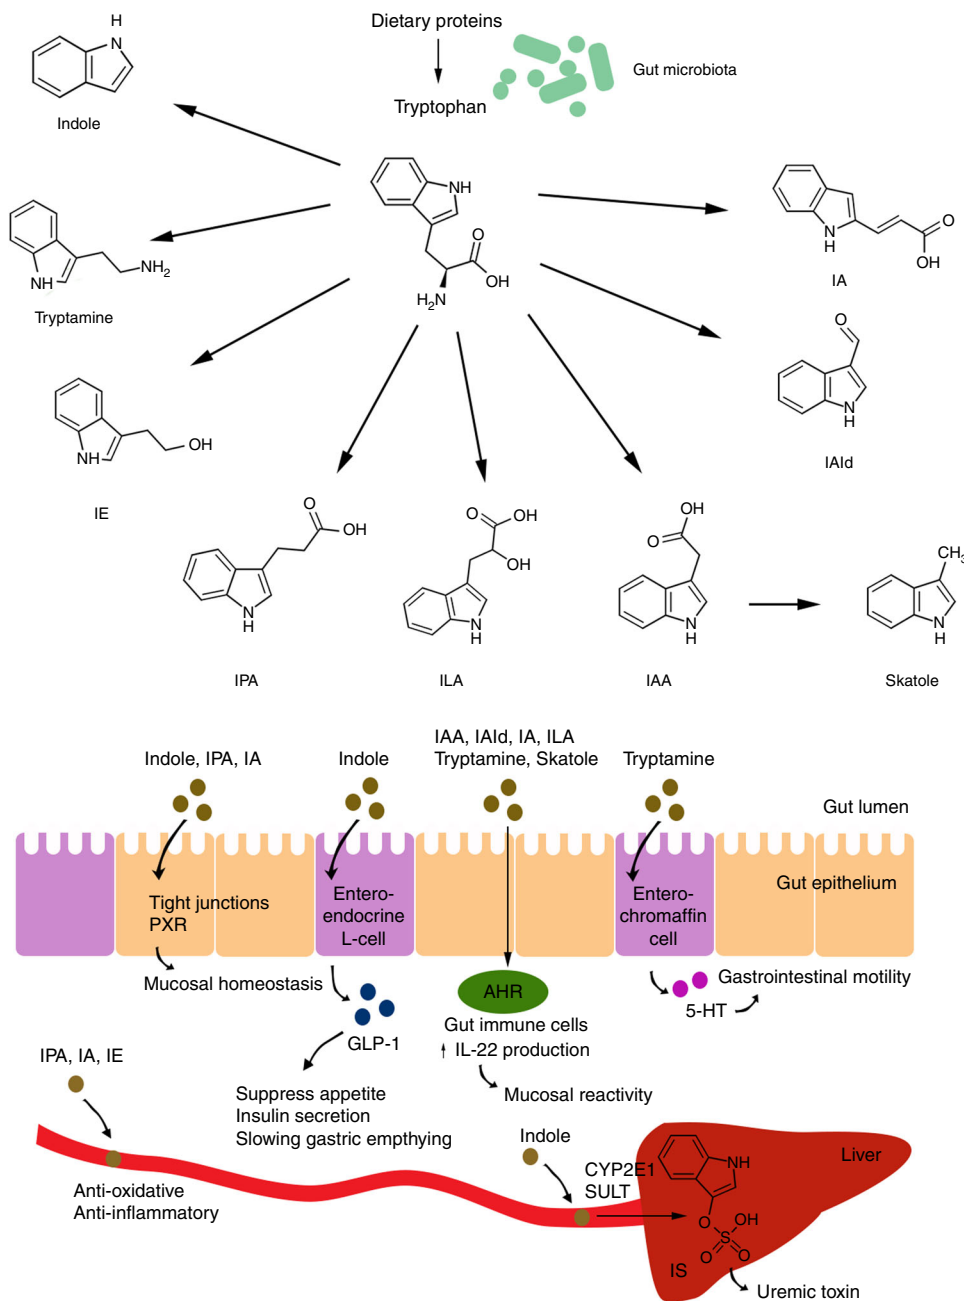 Dietary proteins
Gut microbiota
Tryptophan
H
N
Indole
NH
O
OH
H₂N
NH₂
NH
Tryptamine
N
H
O
OH
IA
OH
NH
IE
O
N
H
IAld
O
OH
N
H
IPA
O
OH
OH
N
H
ILA
OH
O
N
H
IAA
CH₃
N
H
Skatole
Indole, IPA, IA
Indole
IAA, IAld, IA, ILA
Tryptamine, Skatole
Tryptamine
Gut lumen
Gut epithelium
Tight junctions
PXR
Entero-
endocrine
L-cell
Entero-
chromaffin
cell
Mucosal homeostasis
GLP-1
Suppress appetite
Insulin secretion
Slowing gastric empthying
AHR
Gut immune cells
↑ IL-22 production
Mucosal reactivity
5-HT
Gastrointestinal motility
IPA, IA, IE
Anti-oxidative
Anti-inflammatory
Indole
CYP2E1
SULT
Liver
NH
O
OH
S
O
O
IS
Uremic toxin